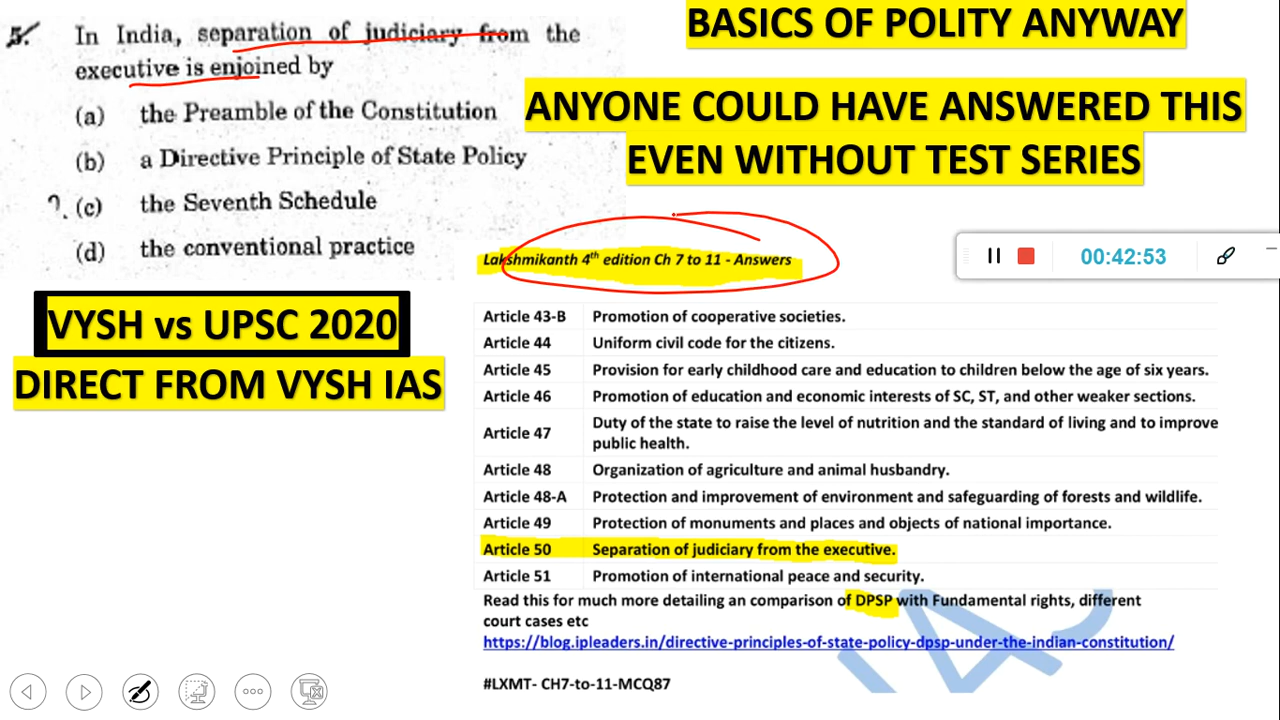 5. In India, separation of judiciary from the
executive is enjoined by
(a) the Preamble of the Constitution
(b) a Directive Principle of State Policy
?. (c) the Seventh Schedule
(d) the conventional practice
BASICS OF POLITY ANYWAY
ANYONE COULD HAVE ANSWERED THIS
EVEN WITHOUT TEST SERIES
VYSH vs UPSC 2020
DIRECT FROM VYSH IAS
Lakshmikanth 4th edition Ch 7 to 11 - Answers
00:42:53
Article 43-B Promotion of cooperative societies.
Article 44 Uniform civil code for the citizens.
Article 45 Provision for early childhood care and education to children below the age of six years.
Article 46 Promotion of education and economic interests of SC, ST, and other weaker sections.
Article 47 Duty of the state to raise the level of nutrition and the standard of living and to improve
public health.
Article 48 Organization of agriculture and animal husbandry.
Article 48-A Protection and improvement of environment and safeguarding of forests and wildlife.
Article 49 Protection of monuments and places and objects of national importance.
Article 50 Separation of judiciary from the executive.
Article 51 Promotion of international peace and security.
Read this for much more detailing an comparison of DPSP with Fundamental rights, different
court cases etc
https://blog.ipleaders.in/directive-principles-of-state-policy-dpsp-under-the-indian-constitution/
#LXMT- CH7-to-11-MCQ87